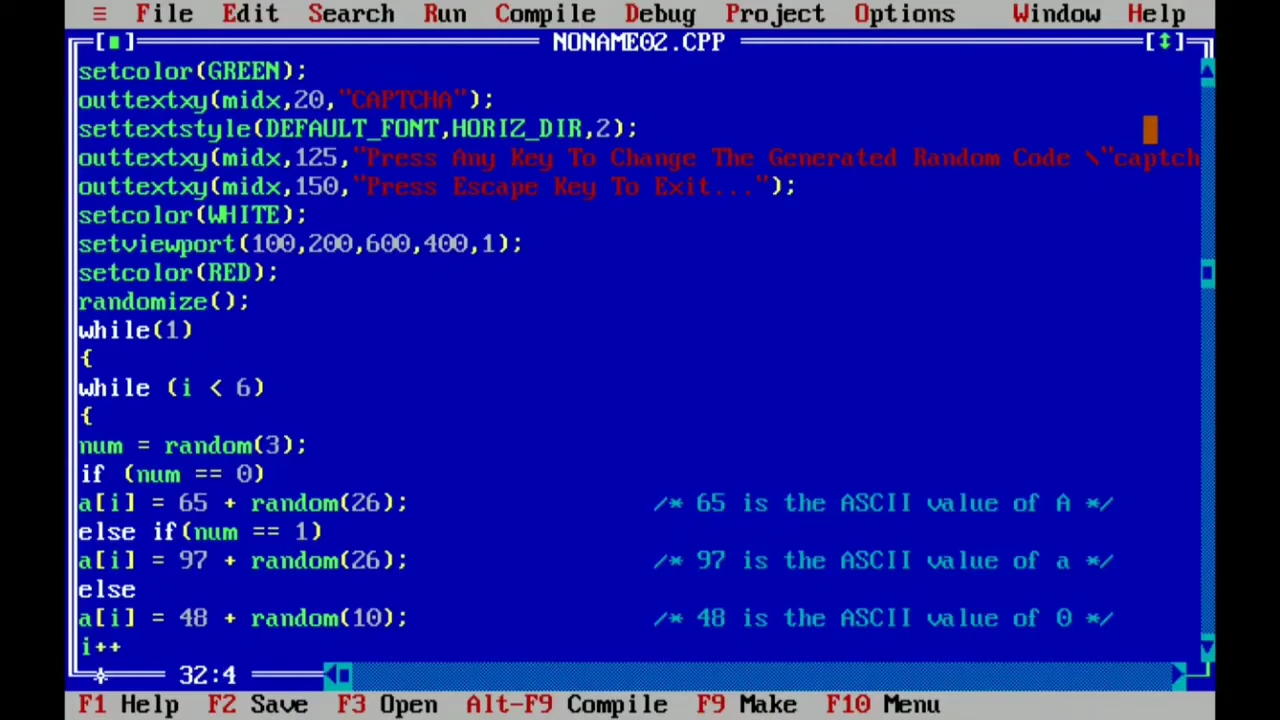 ≡ File Edit Search Run Compile Debug Project Options Window Help
[■] NONAME02.CPP [↕]
setcolor(GREEN);
outtextxy(midx,20,"CAPTCHA");
settextstyle(DEFAULT_FONT,HORIZ_DIR,2);
outtextxy(midx,125,"Press Any Key To Change The Generated Random Code \"captch
outtextxy(midx,150,"Press Escape Key To Exit...");
setcolor(WHITE);
setviewport(100,200,600,400,1);
setcolor(RED);
randomize();
while(1)
{
while (i < 6)
{
num = random(3);
if (num == 0)
a[i] = 65 + random(26); /* 65 is the ASCII value of A */
else if(num == 1)
a[i] = 97 + random(26); /* 97 is the ASCII value of a */
else
a[i] = 48 + random(10); /* 48 is the ASCII value of 0 */
i++
32:4
F1 Help F2 Save F3 Open Alt-F9 Compile F9 Make F10 Menu